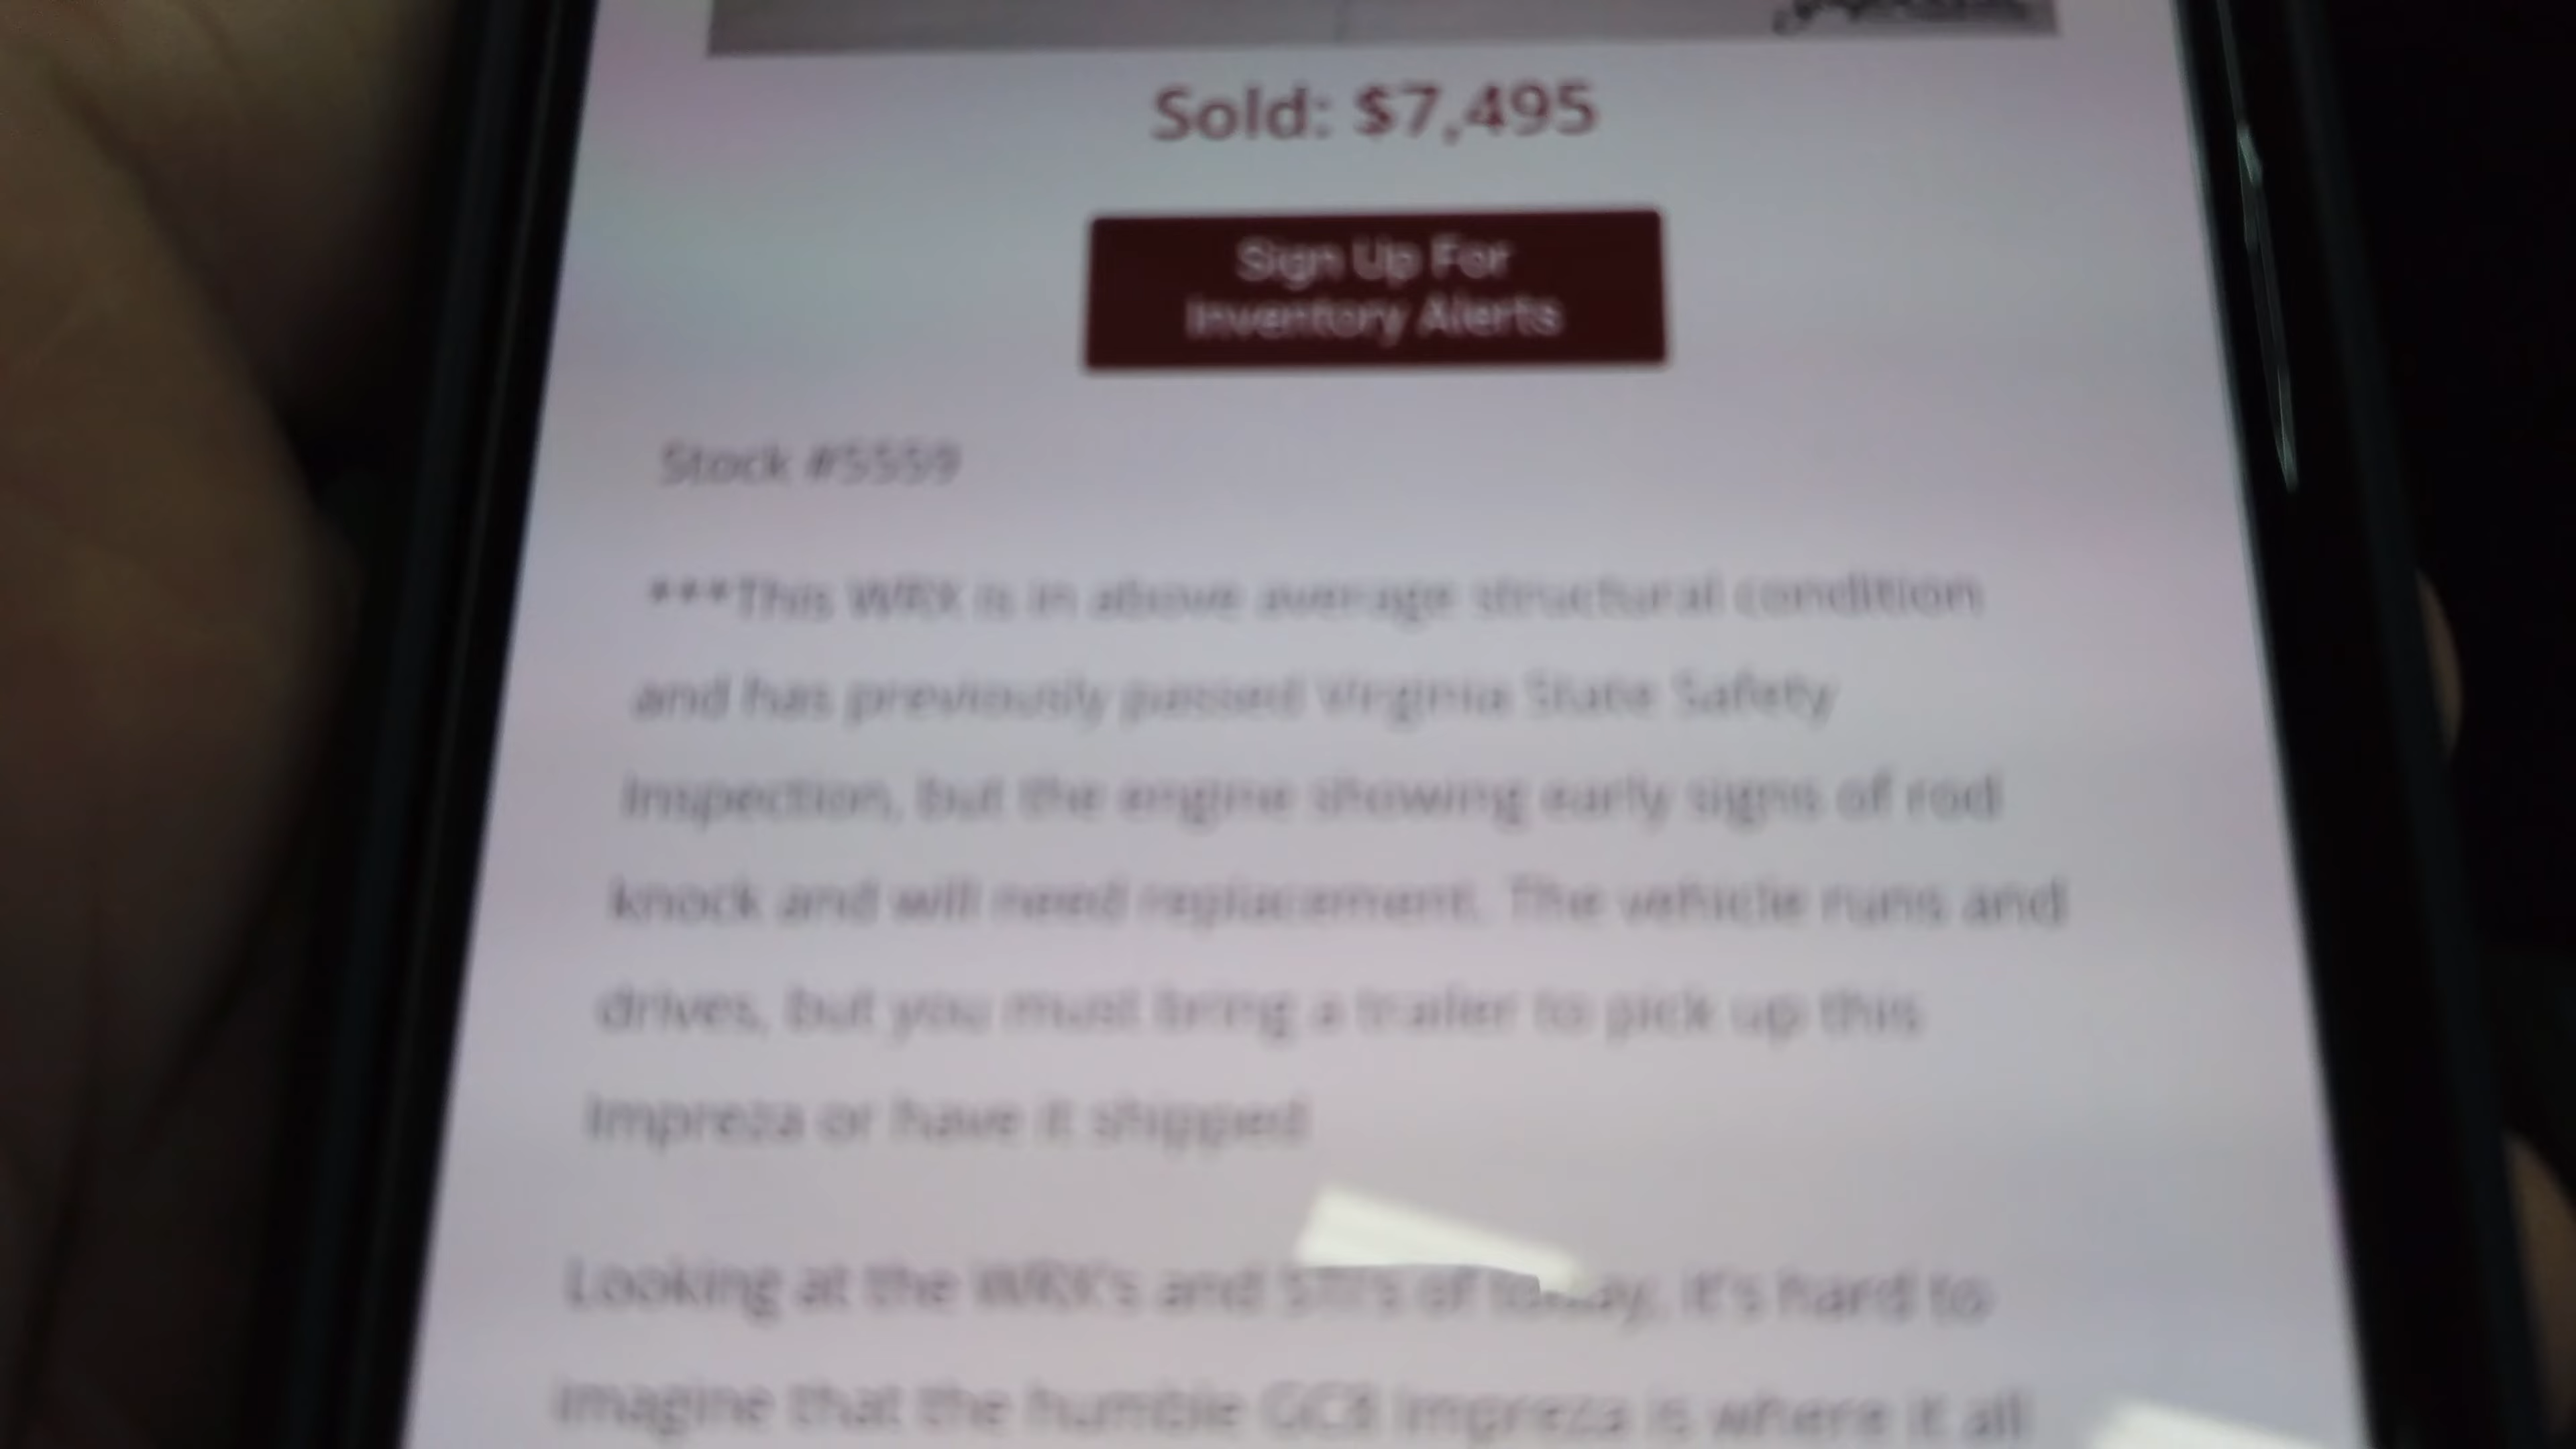 Sold: $7,495
Sign Up For
Inventory Alerts
Stock #5559
***This WRX is in above average structural condition
and has previously passed Virginia State Safety
Inspection, but the engine showing early signs of rod
knock and will need replacement. The vehicle runs and
drives, but you must bring a trailer to pick up this
Impreza or have it shipped
Looking at the WRX's and STI's of today, it's hard to
imagine that the humble GC8 Impreza is where it all